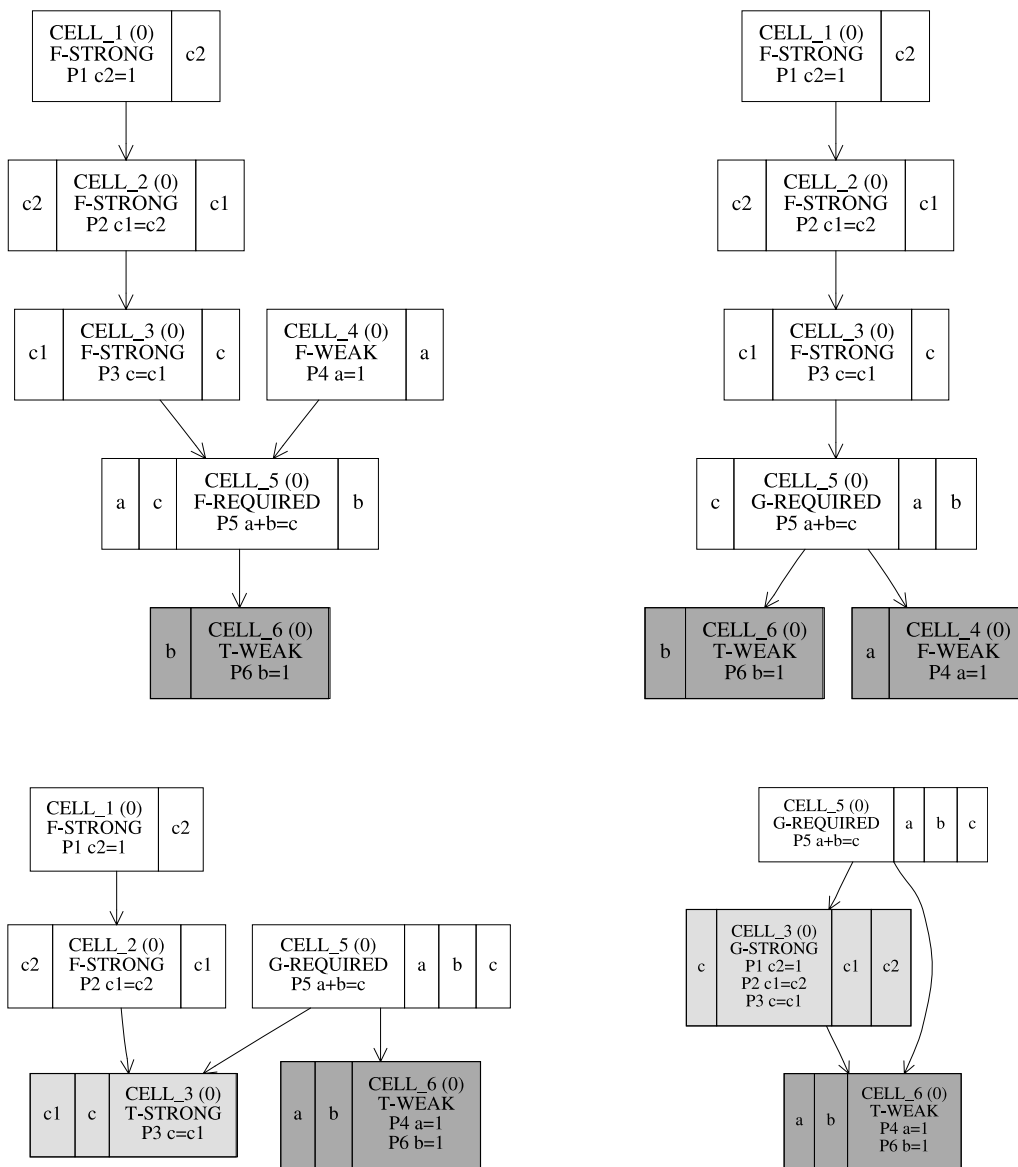 CELL_1 (0)
F-STRONG
P1 c2=1
c2
c2
CELL_2 (0)
F-STRONG
P2 c1=c2
c1
c1
CELL_3 (0)
F-STRONG
P3 c=c1
c
CELL_4 (0)
F-WEAK
P4 a=1
a
a
c
CELL_5 (0)
F-REQUIRED
P5 a+b=c
b
b
CELL_6 (0)
T-WEAK
P6 b=1
CELL_1 (0)
F-STRONG
P1 c2=1
c2
c2
CELL_2 (0)
F-STRONG
P2 c1=c2
c1
c1
CELL_3 (0)
F-STRONG
P3 c=c1
c
c
CELL_5 (0)
G-REQUIRED
P5 a+b=c
a
b
b
CELL_6 (0)
T-WEAK
P6 b=1
a
CELL_4 (0)
F-WEAK
P4 a=1
CELL_1 (0)
F-STRONG
P1 c2=1
c2
c2
CELL_2 (0)
F-STRONG
P2 c1=c2
c1
CELL_5 (0)
G-REQUIRED
P5 a+b=c
a
b
c
c1
c
CELL_3 (0)
T-STRONG
P3 c=c1
a
b
CELL_6 (0)
T-WEAK
P4 a=1
P6 b=1
CELL_5 (0)
G-REQUIRED
P5 a+b=c
a
b
c
c
CELL_3 (0)
G-STRONG
P1 c2=1
P2 c1=c2
P3 c=c1
c1
c2
a
b
CELL_6 (0)
T-WEAK
P4 a=1
P6 b=1